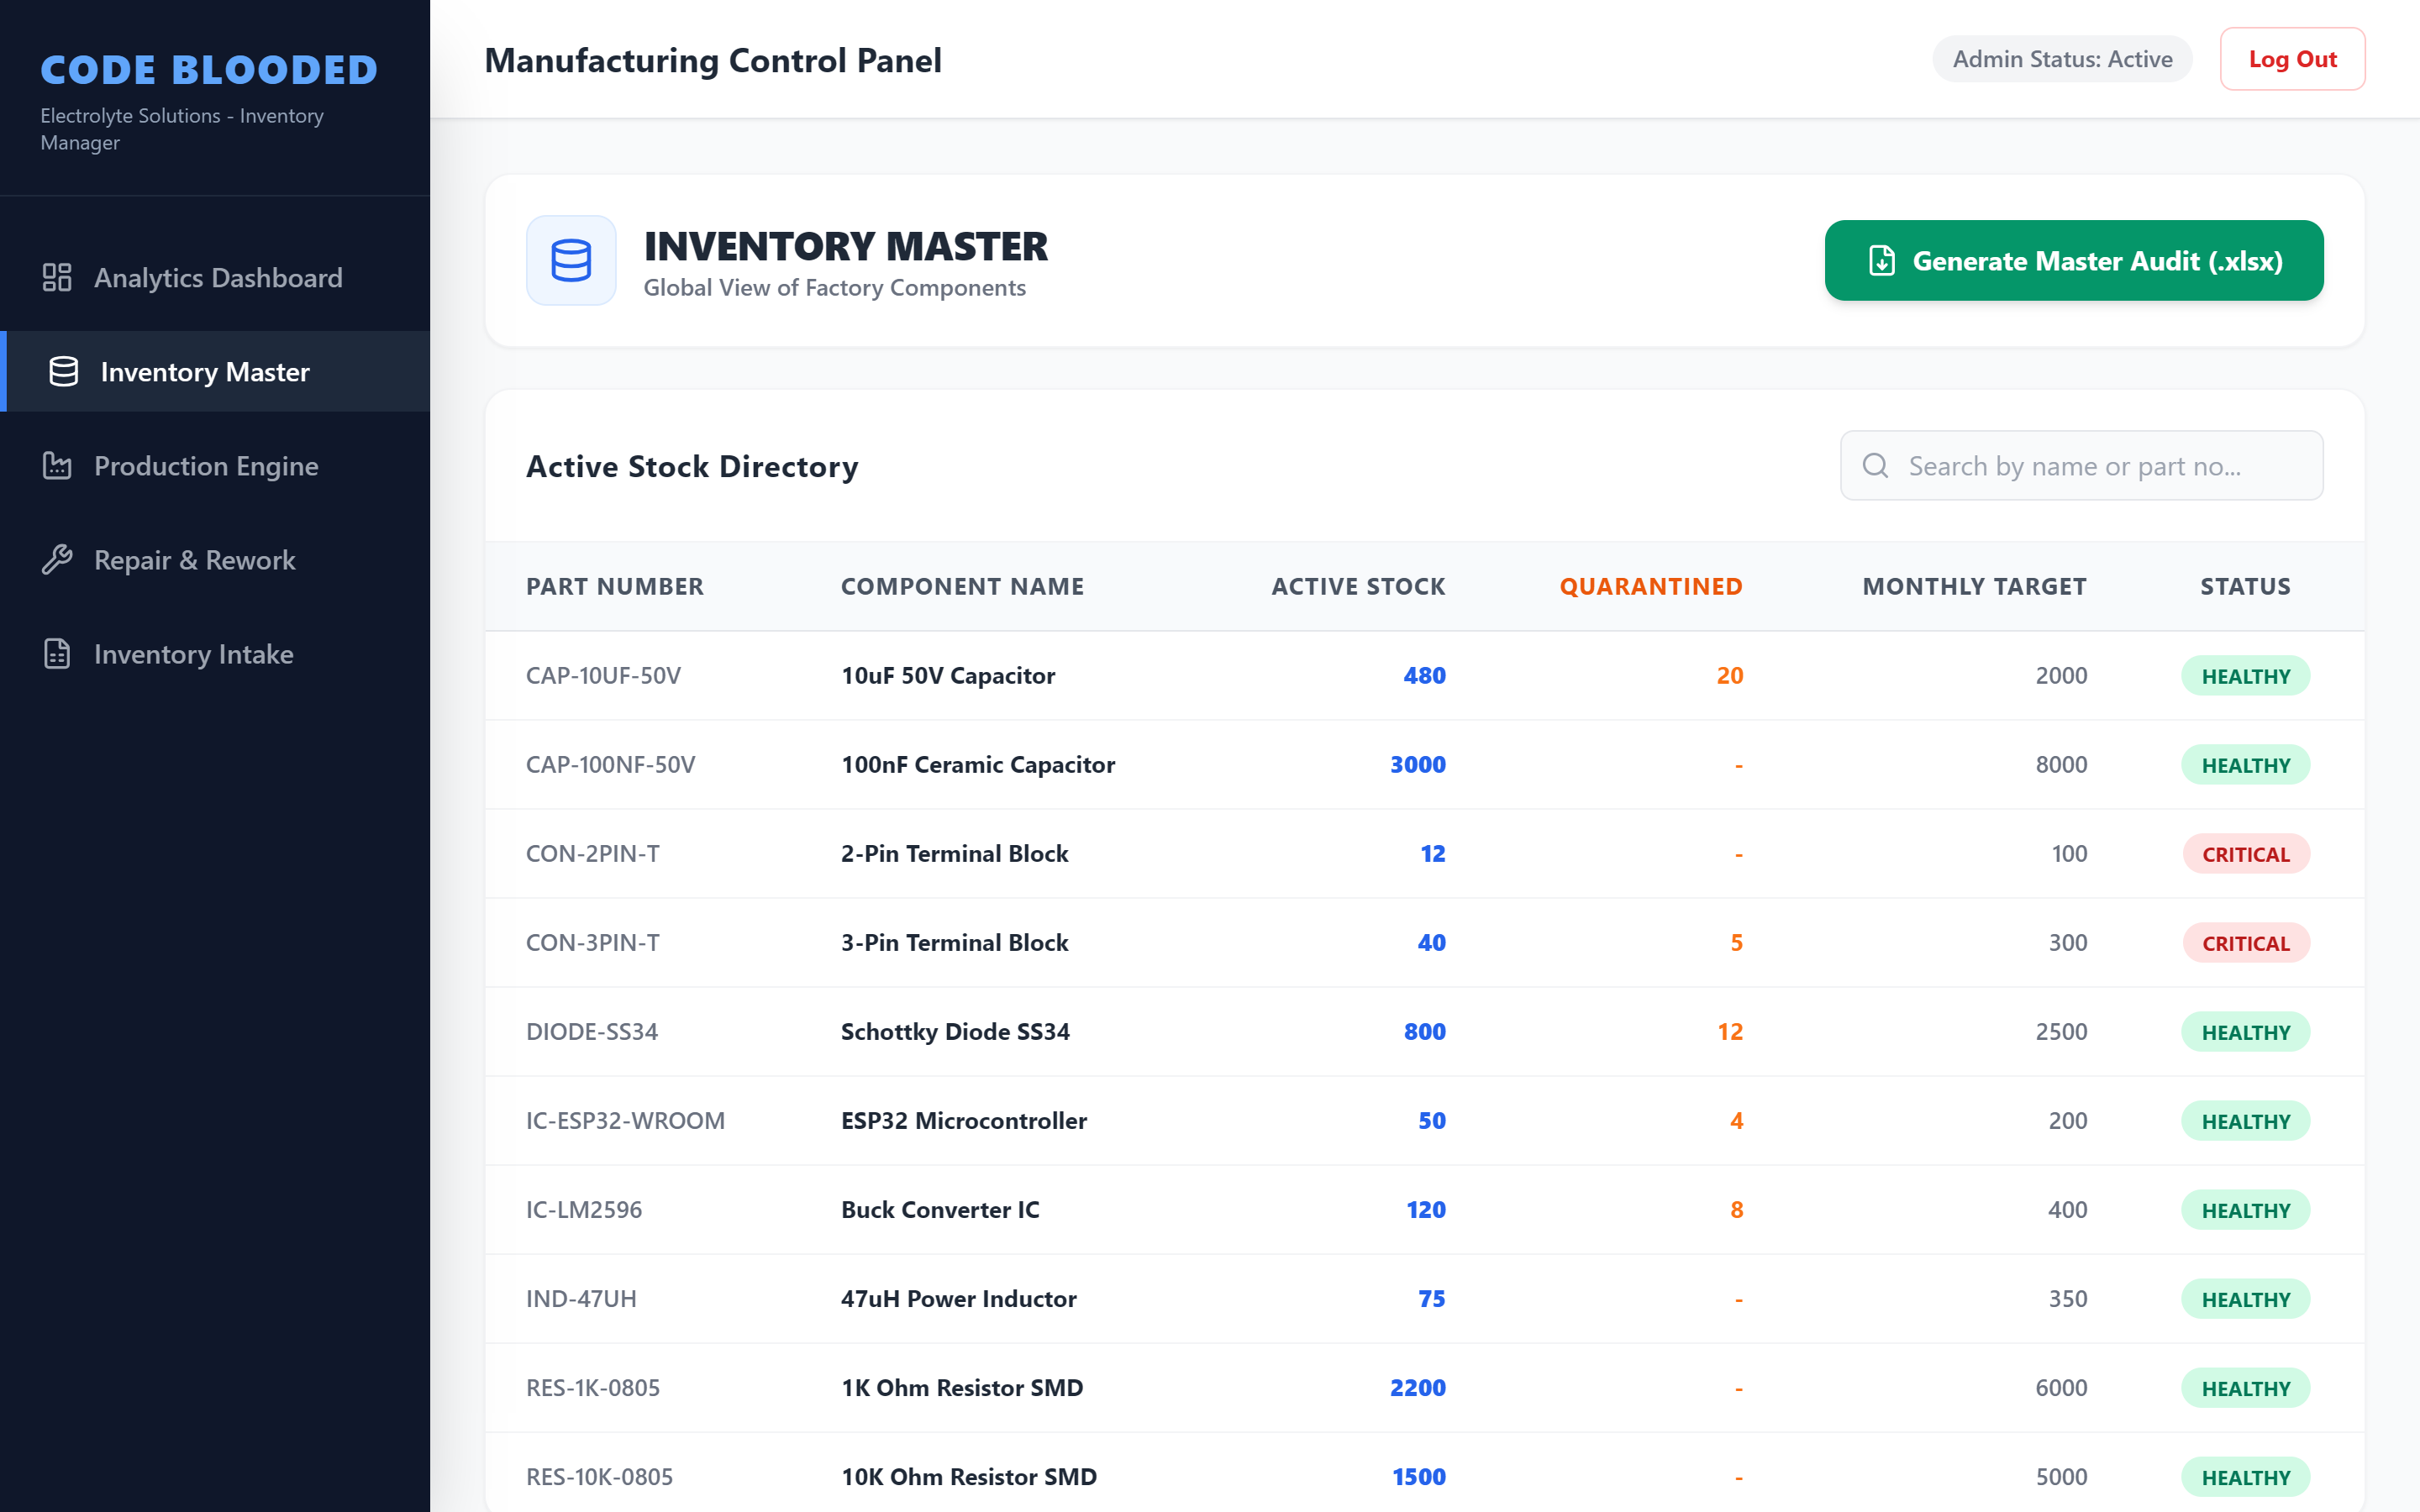 CODE BLOODED
Electrolyte Solutions - Inventory
Manager
Analytics Dashboard
Inventory Master
Production Engine
Repair & Rework
Inventory Intake
Manufacturing Control Panel
Admin Status: Active
Log Out
INVENTORY MASTER
Global View of Factory Components
Generate Master Audit (.xlsx)
Active Stock Directory
Search by name or part no...
PART NUMBER COMPONENT NAME ACTIVE STOCK QUARANTINED MONTHLY TARGET STATUS
CAP-10UF-50V 10uF 50V Capacitor 480 20 2000 HEALTHY
CAP-100NF-50V 100nF Ceramic Capacitor 3000 - 8000 HEALTHY
CON-2PIN-T 2-Pin Terminal Block 12 - 100 CRITICAL
CON-3PIN-T 3-Pin Terminal Block 40 5 300 CRITICAL
DIODE-SS34 Schottky Diode SS34 800 12 2500 HEALTHY
IC-ESP32-WROOM ESP32 Microcontroller 50 4 200 HEALTHY
IC-LM2596 Buck Converter IC 120 8 400 HEALTHY
IND-47UH 47uH Power Inductor 75 - 350 HEALTHY
RES-1K-0805 1K Ohm Resistor SMD 2200 - 6000 HEALTHY
RES-10K-0805 10K Ohm Resistor SMD 1500 - 5000 HEALTHY